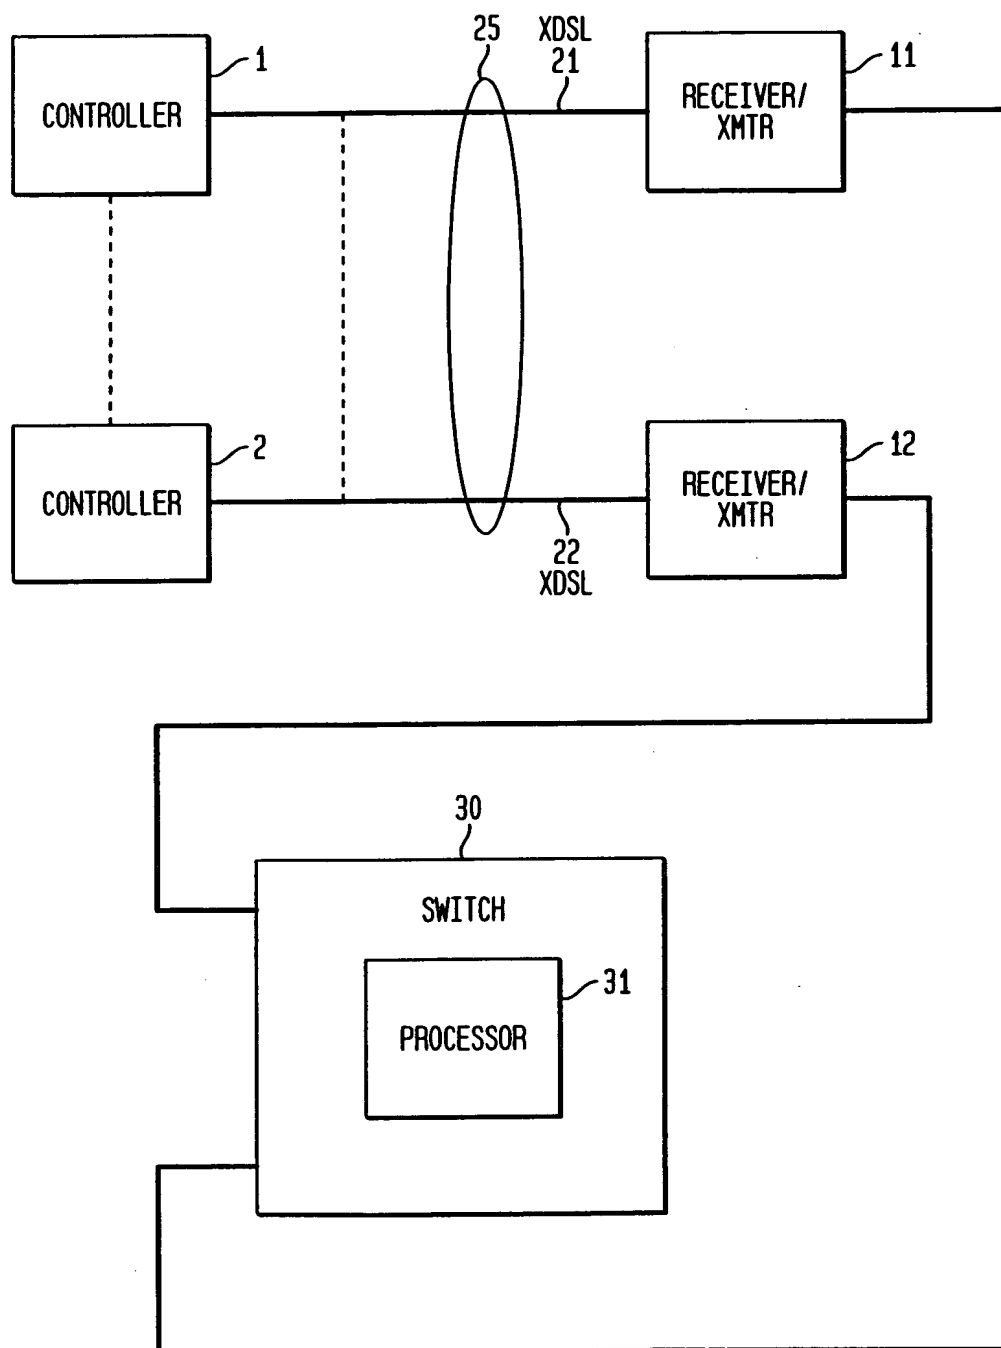 25
XDSL
21
1
11
CONTROLLER
RECEIVER/
XMTR
2
12
CONTROLLER
RECEIVER/
XMTR
22
XDSL
30
SWITCH
31
PROCESSOR